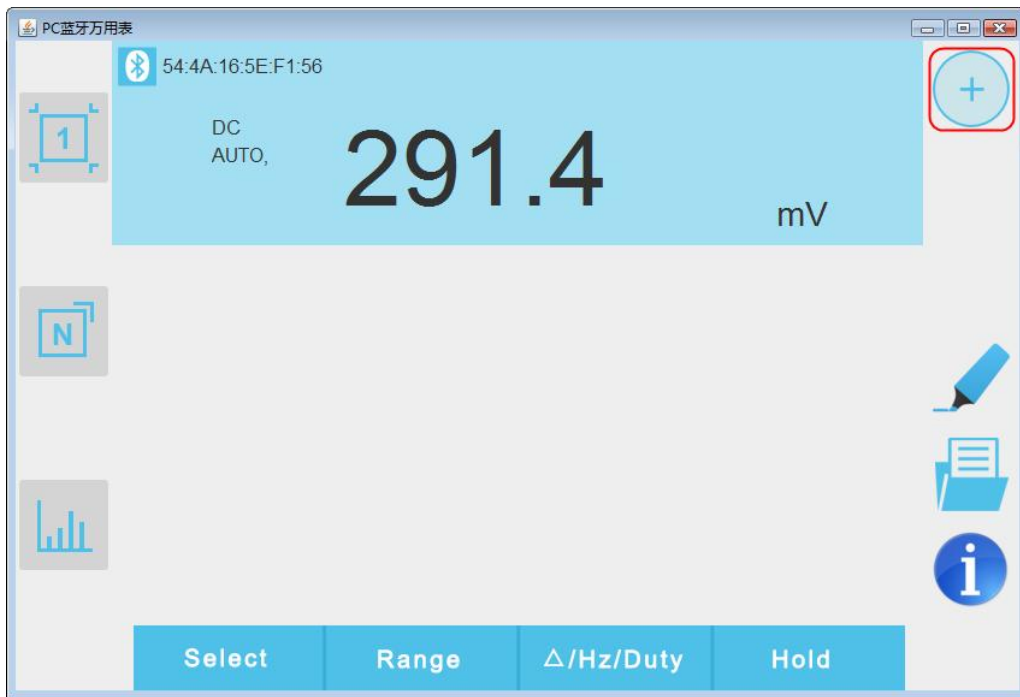 PC蓝牙万用表
54:4A:16:5E:F1:56
DC
AUTO,
291.4
mV
+
1
N
i
Select
Range
△/Hz/Duty
Hold